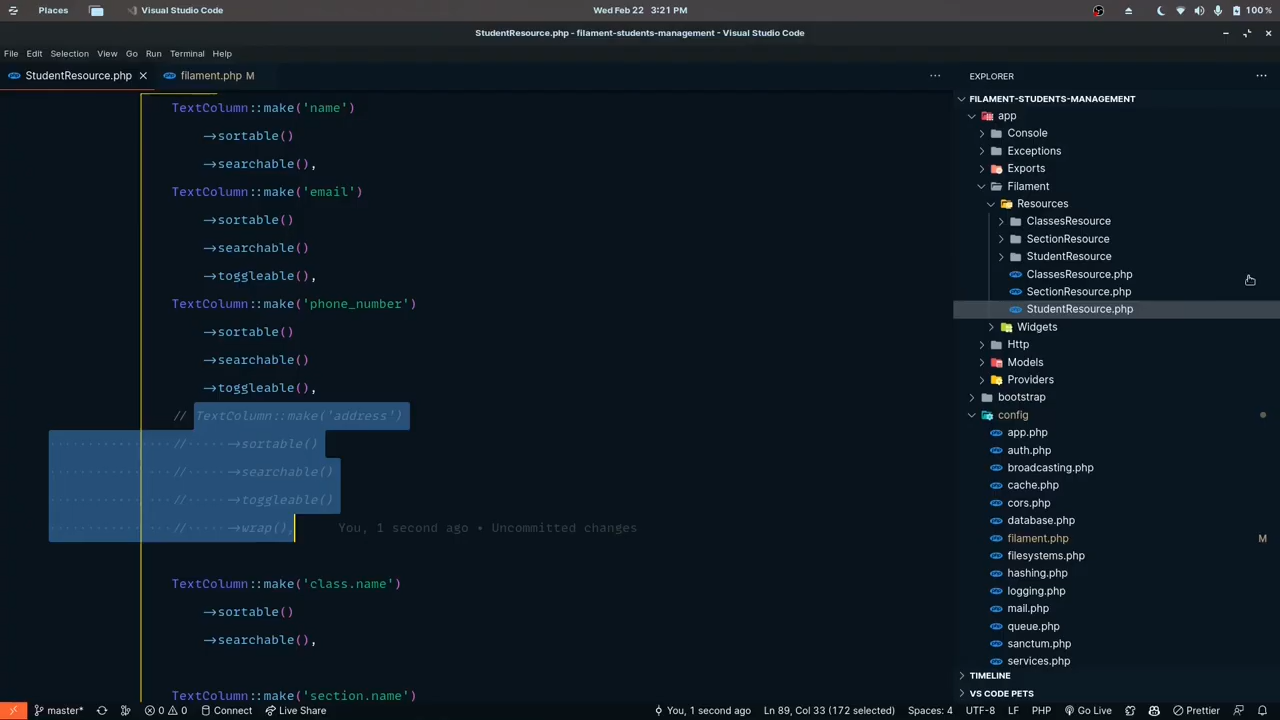 Places
Visual Studio Code
Wed Feb 22 3:21 PM
100 %
StudentResource.php - filament-students-management - Visual Studio Code
File Edit Selection View Go Run Terminal Help
StudentResource.php
filament.php M
TextColumn::make('name')
->sortable()
->searchable(),
TextColumn::make('email')
->sortable()
->searchable()
->toggleable(),
TextColumn::make('phone_number')
->sortable()
->searchable()
->toggleable(),
// TextColumn::make('address')
// ->sortable()
// ->searchable()
// ->toggleable()
// ->wrap(), You, 1 second ago • Uncommitted changes
TextColumn::make('class.name')
->sortable()
->searchable(),
TextColumn::make('section.name')
EXPLORER
FILAMENT-STUDENTS-MANAGEMENT
app
Console
Exceptions
Exports
Filament
Resources
ClassesResource
SectionResource
StudentResource
ClassesResource.php
SectionResource.php
StudentResource.php
Widgets
Http
Models
Providers
bootstrap
config
app.php
auth.php
broadcasting.php
cache.php
cors.php
database.php
filament.php M
filesystems.php
hashing.php
logging.php
mail.php
queue.php
sanctum.php
services.php
TIMELINE
VS CODE PETS
master* 0 0 Connect Live Share You, 1 second ago Ln 89, Col 33 (172 selected) Spaces: 4 UTF-8 LF PHP Go Live Prettier